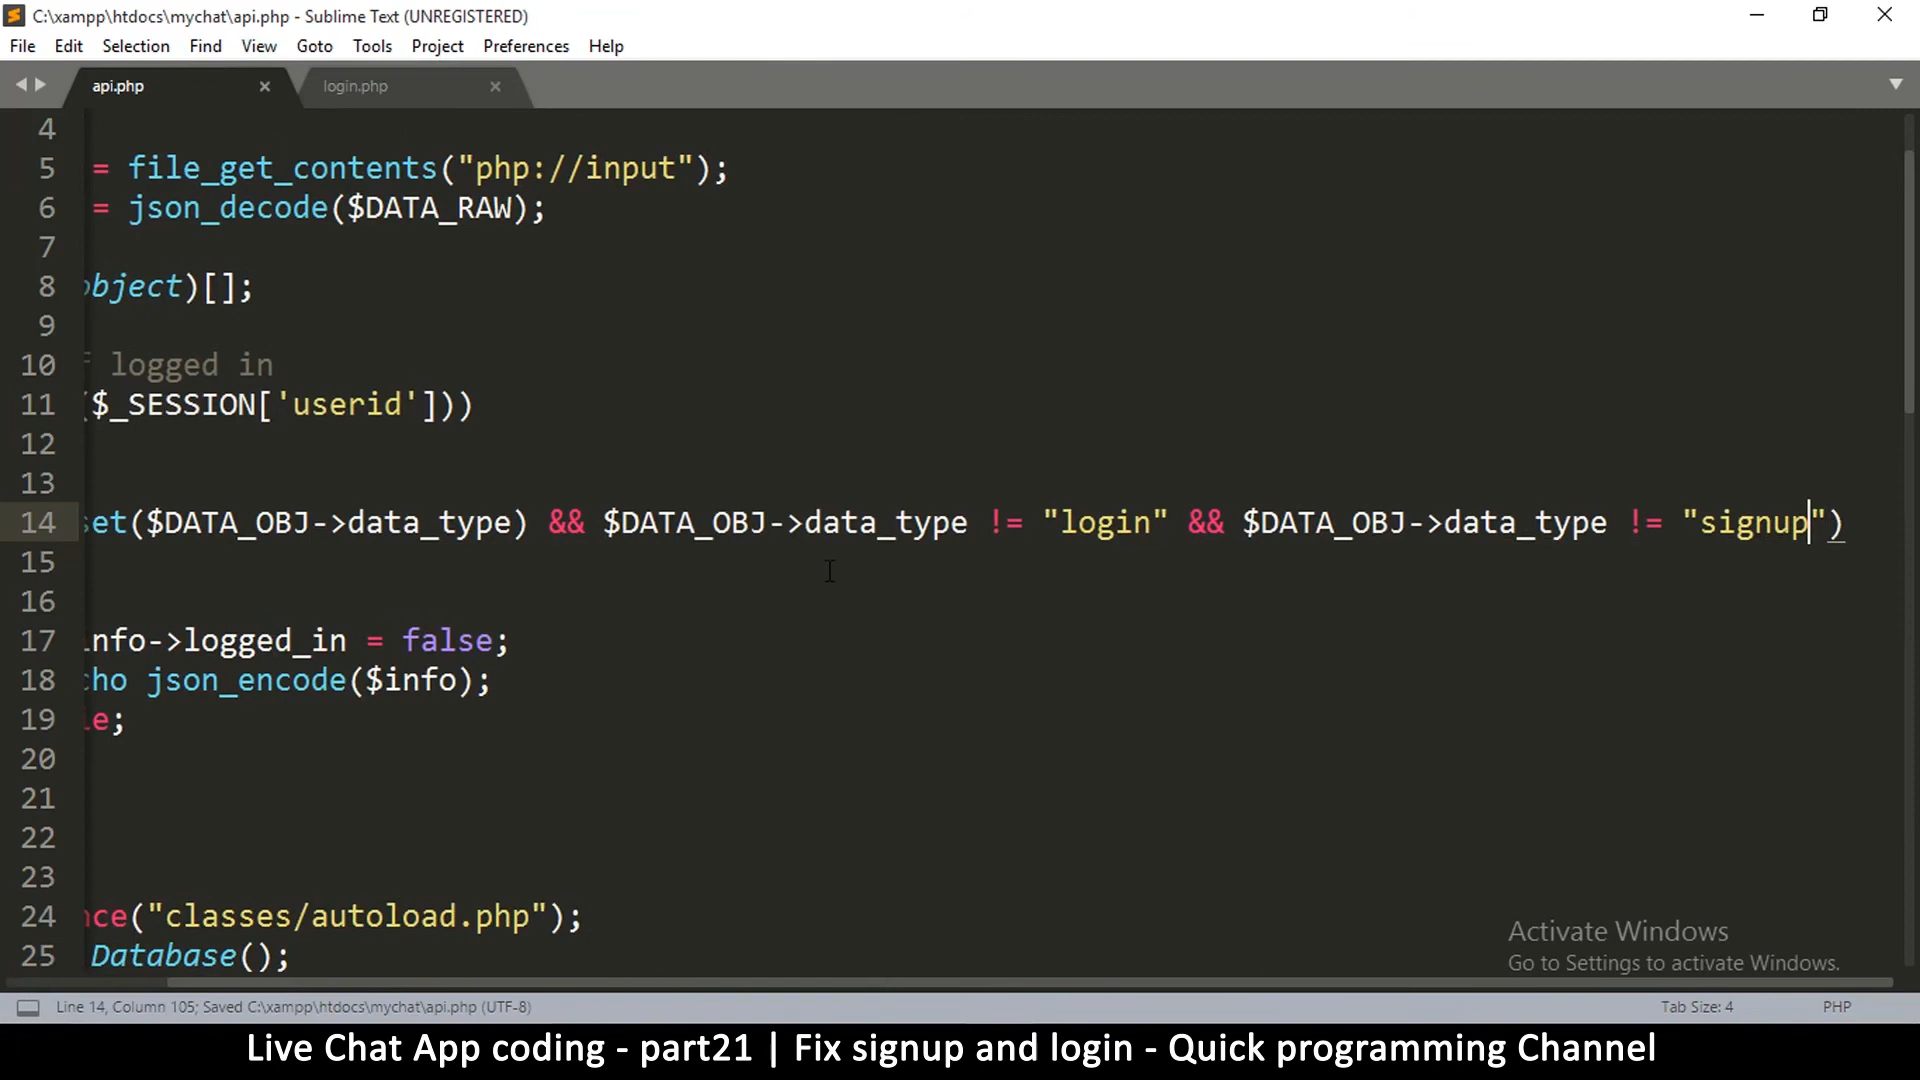 C:\xampp\htdocs\mychat\api.php - Sublime Text (UNREGISTERED)
File Edit Selection Find View Goto Tools Project Preferences Help
api.php login.php
4
5 = file_get_contents("php://input");
6 = json_decode($DATA_RAW);
7
8 object)[];
9
10 logged in
11 ($_SESSION['userid']))
12
13
14 set($DATA_OBJ->data_type) && $DATA_OBJ->data_type != "login" && $DATA_OBJ->data_type != "signup")
15
16
17 nfo->logged_in = false;
18 cho json_encode($info);
19 e;
20
21
22
23
24 nce("classes/autoload.php");
25 Database();
Activate Windows
Go to Settings to activate Windows.
Line 14, Column 105; Saved C:\xampp\htdocs\mychat\api.php (UTF-8) Tab Size: 4 PHP
Live Chat App coding - part21 | Fix signup and login - Quick programming Channel